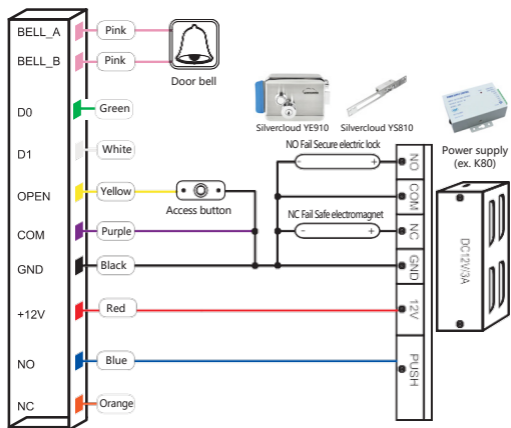 BELL_A
Pink
BELL_B
Pink
Door bell
D0
Green
D1
White
OPEN
Yellow
Access button
COM
Purple
GND
Black
+12V
Red
NO
Blue
NC
Orange
Silvercloud YE910
Silvercloud YS810
Power supply
(ex. K80)
NO Fail Secure electric lock
- +
NC Fail Safe electromagnet
- +
NO
COM
NC
GND
12V
PUSH
DC12V/3A